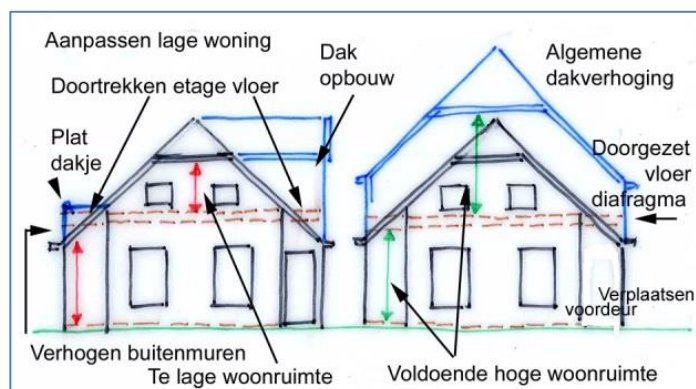 Aanpassen lage woning
Doortrekken etage vloer
Plat
dakje
Dak
opbouw
Verhogen buitenmuren
Te lage woonruimte
Algemene
dakverhoging
Doorgezet
vloer
diafragma
Verplaatsen
voordeur
Voldoende hoge woonruimte